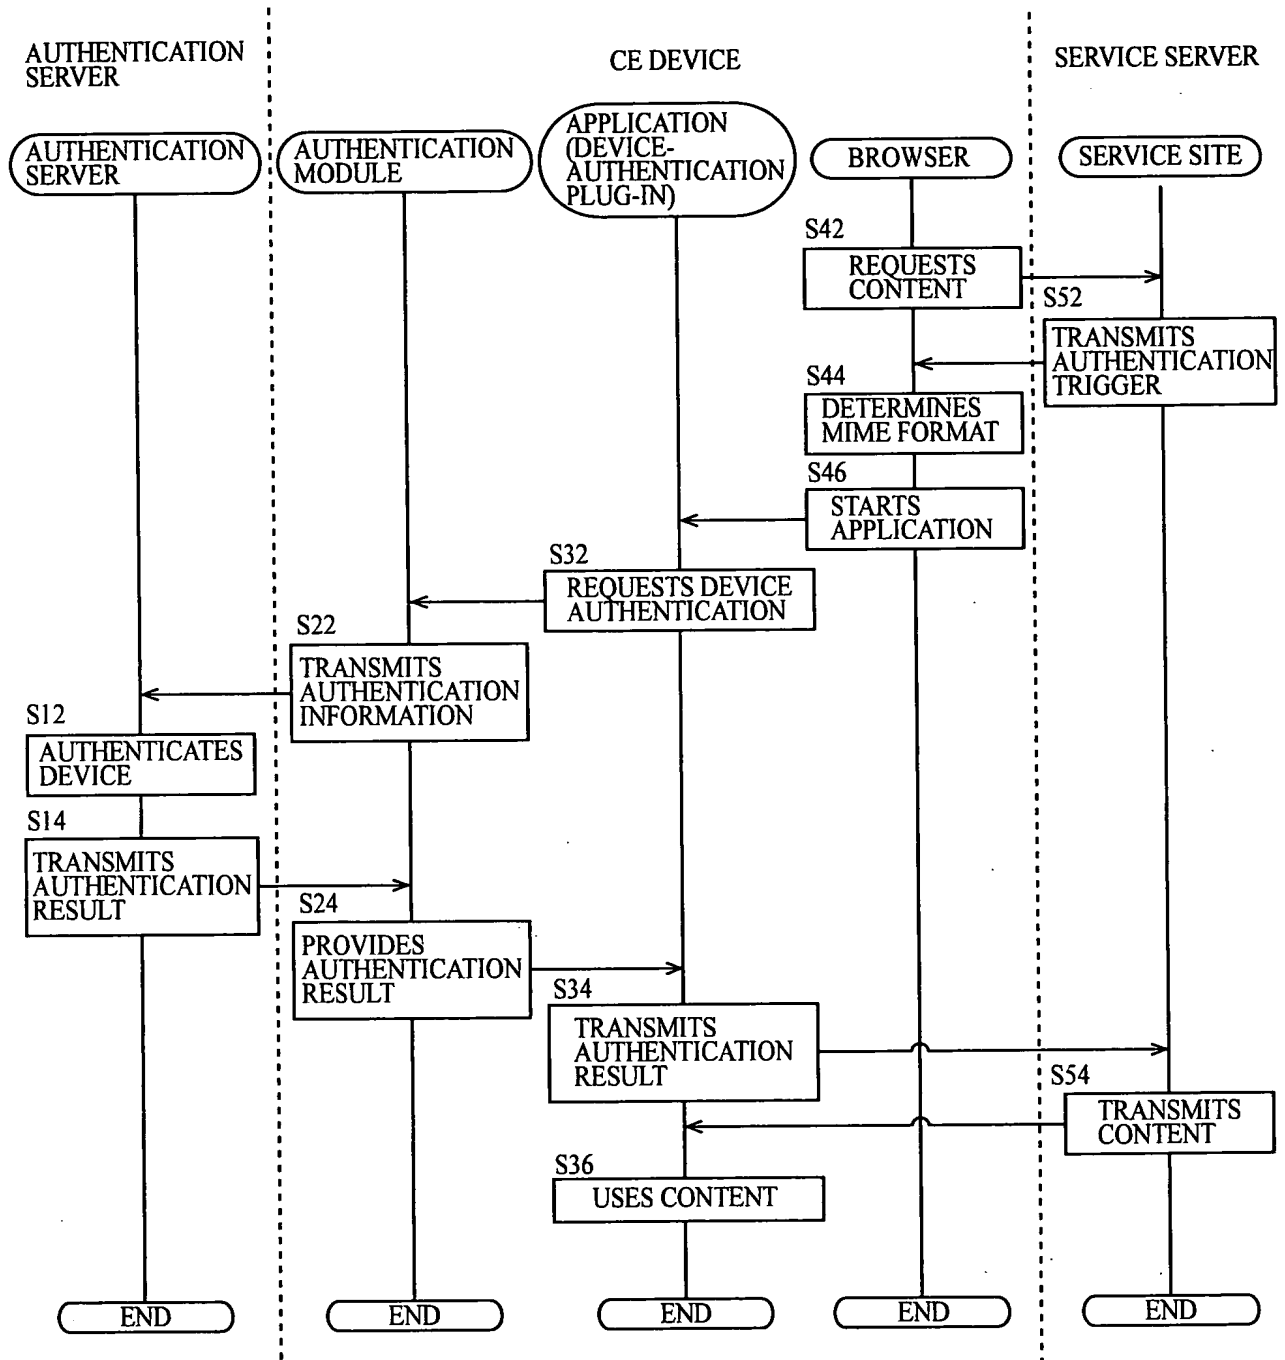 AUTHENTICATION
SERVER
CE DEVICE
SERVICE SERVER
AUTHENTICATION
SERVER
AUTHENTICATION
MODULE
APPLICATION
(DEVICE-
AUTHENTICATION
PLUG-IN)
BROWSER
SERVICE SITE
S42
REQUESTS
CONTENT
S52
TRANSMITS
AUTHENTICATION
TRIGGER
S44
DETERMINES
MIME FORMAT
S46
STARTS
APPLICATION
S32
REQUESTS DEVICE
AUTHENTICATION
S22
TRANSMITS
AUTHENTICATION
INFORMATION
S12
AUTHENTICATES
DEVICE
S14
TRANSMITS
AUTHENTICATION
RESULT
S24
PROVIDES
AUTHENTICATION
RESULT
S34
TRANSMITS
AUTHENTICATION
RESULT
S54
TRANSMITS
CONTENT
S36
USES CONTENT
END
END
END
END
END